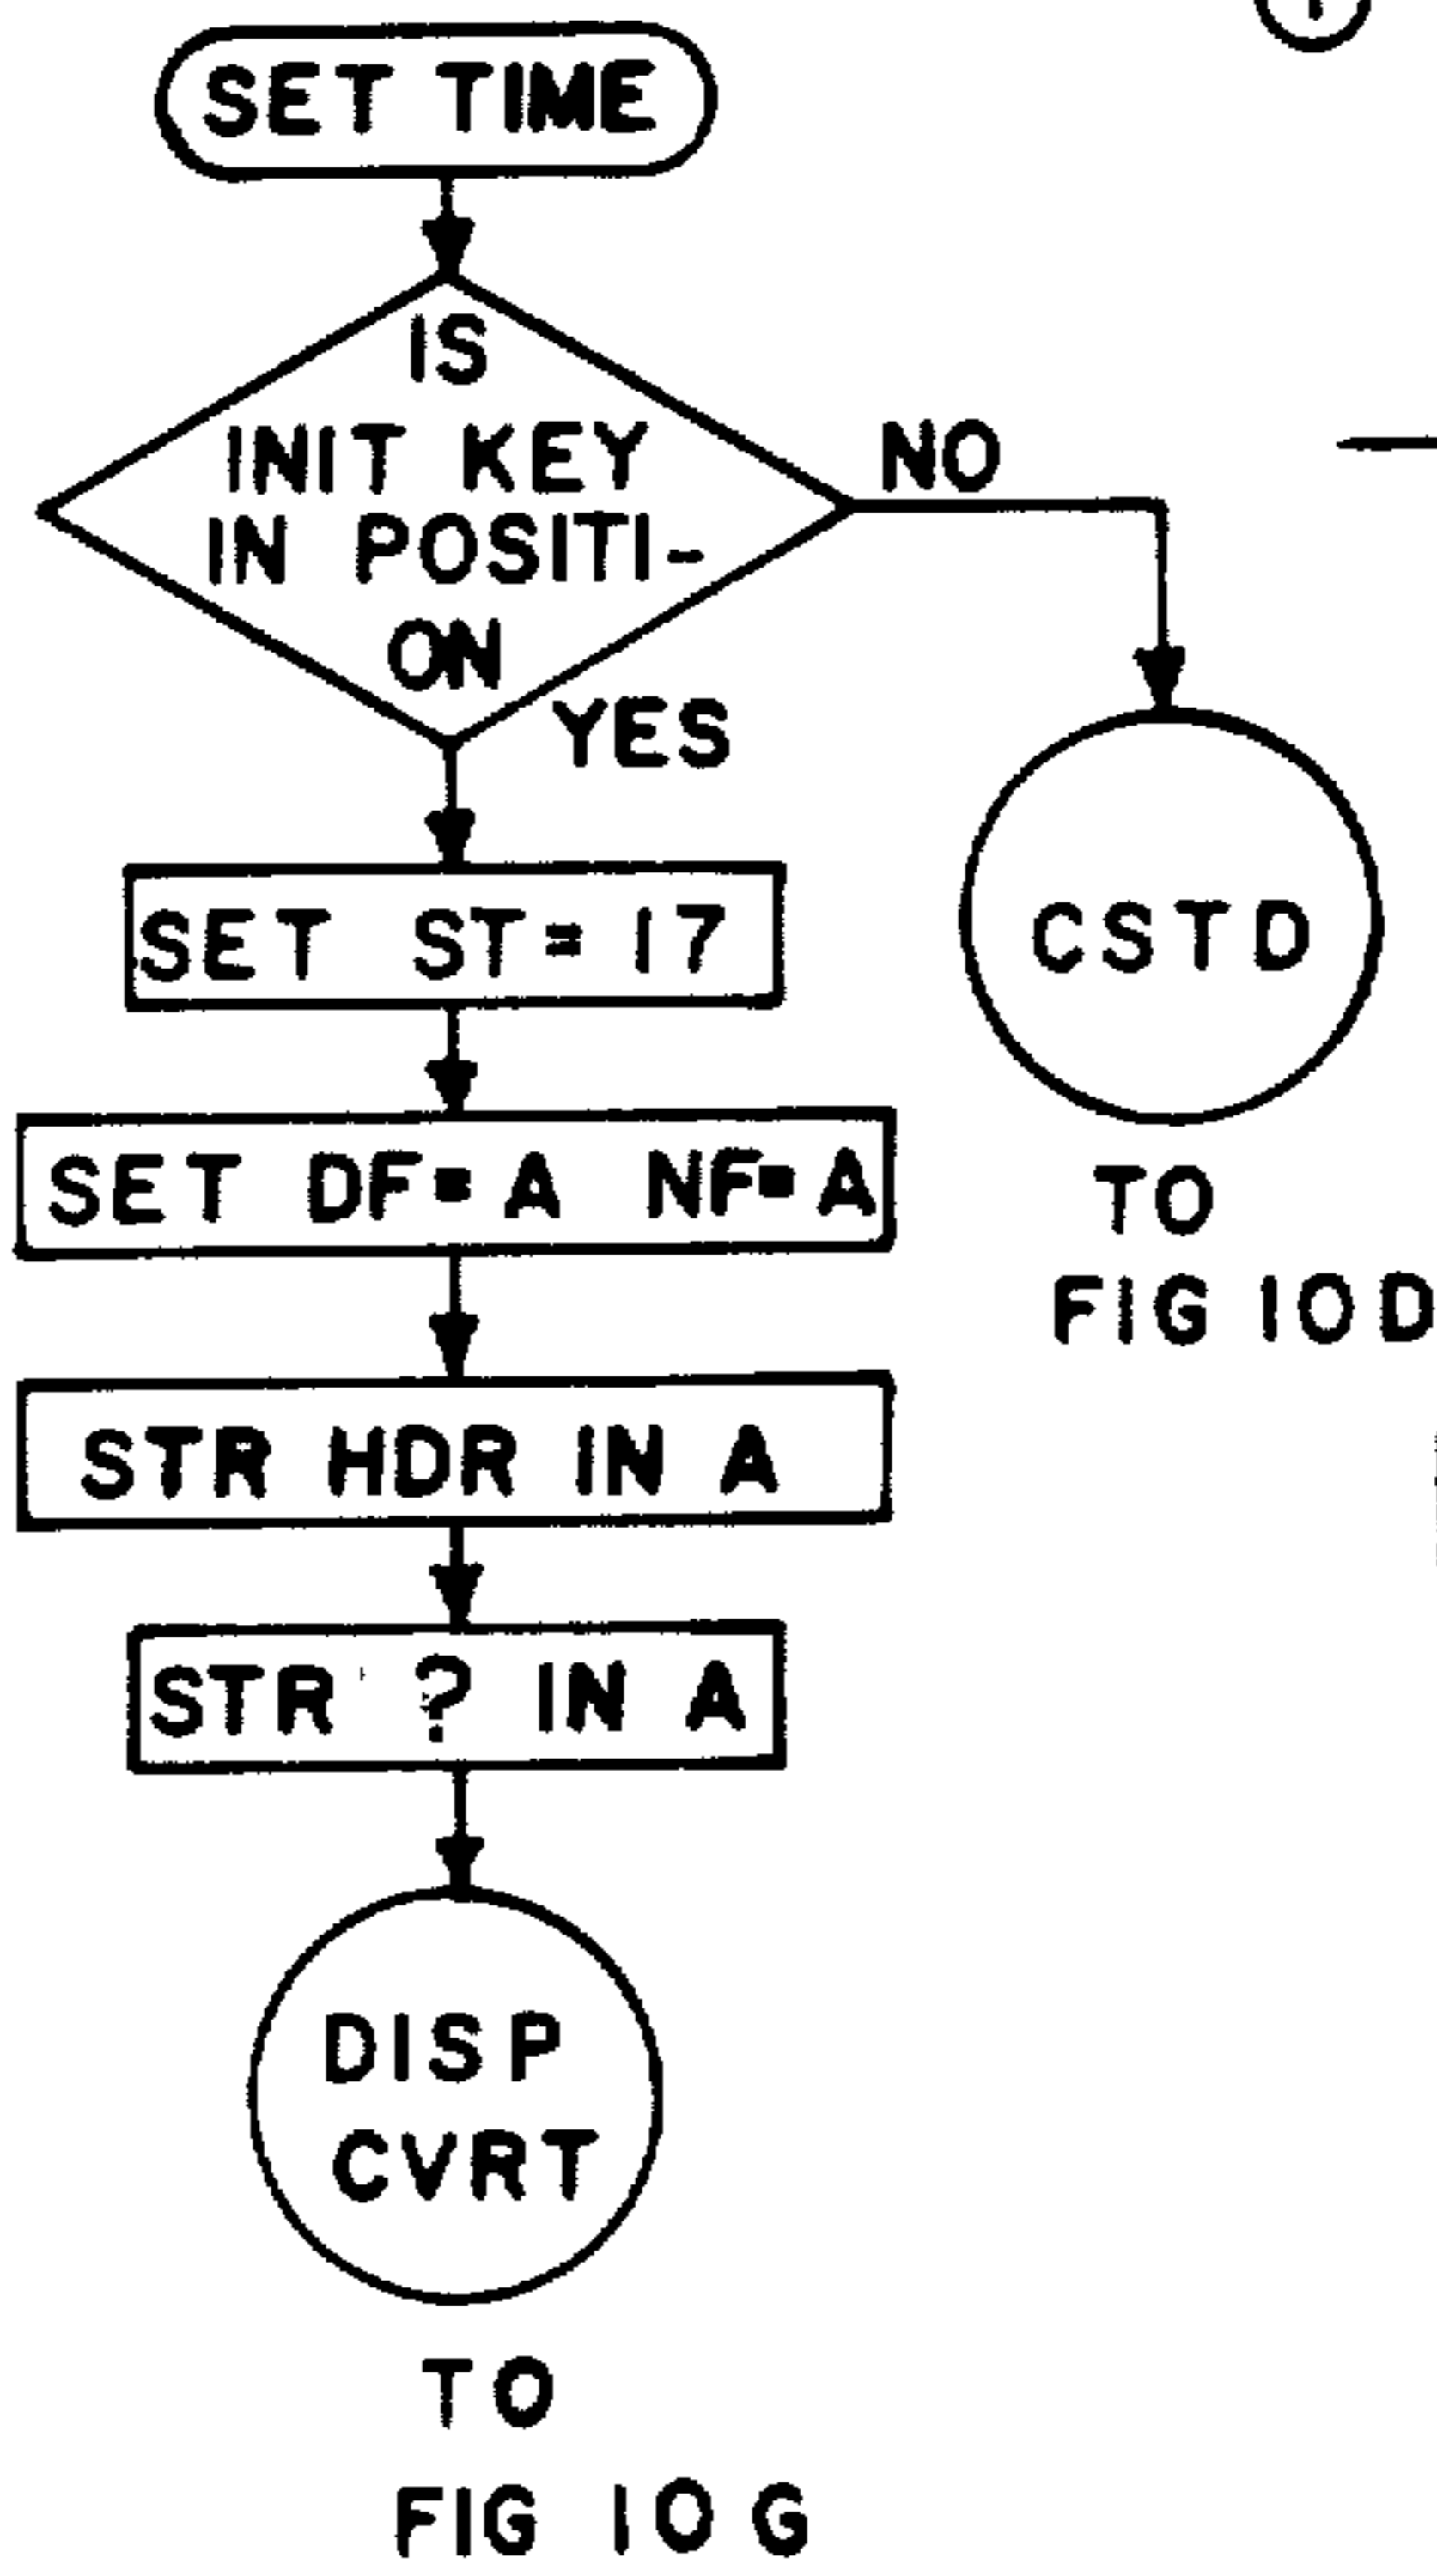 SET TIME
IS
INIT KEY
IN POSITI-
ON
NO
YES
SET ST= 17
CSTD
SET DF= A NF= A
TO
FIG 10D
STR HDR IN A
STR ? IN A
DISP
CVRT
TO
FIG 10G